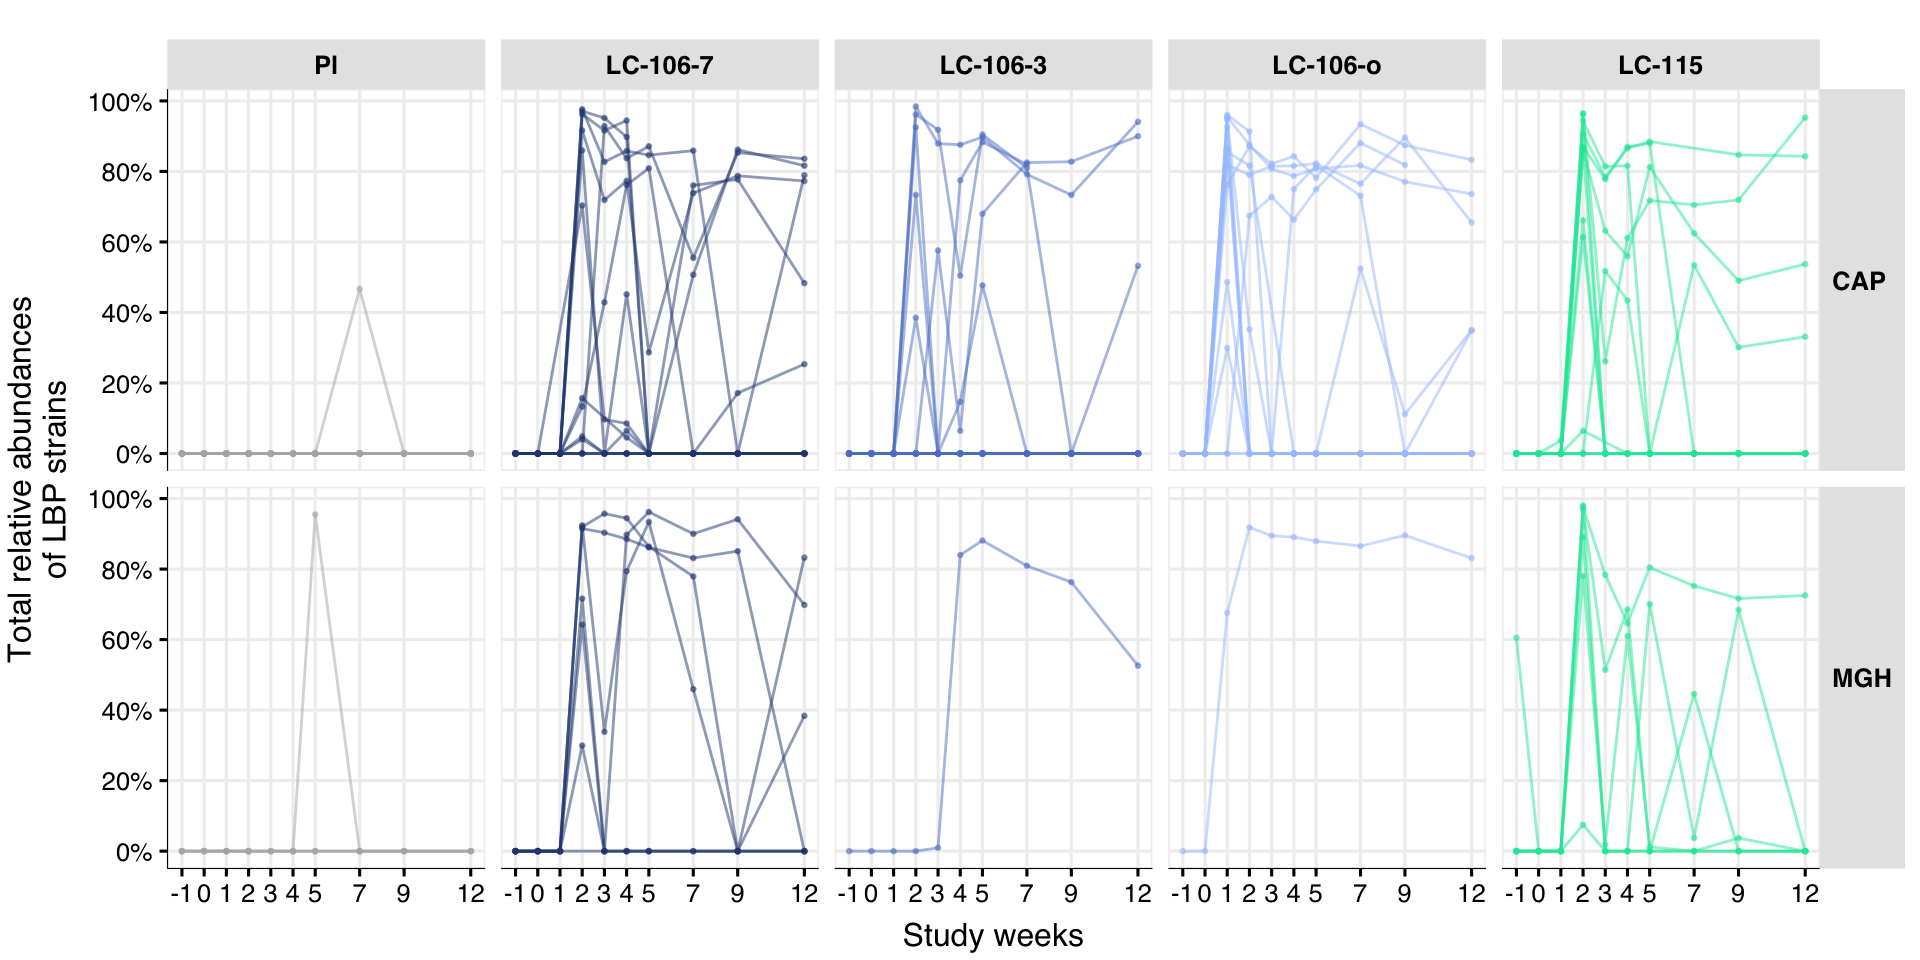 PI LC-106-7 LC-106-3 LC-106-o LC-115
Total relative abundances
of LBP strains
100%
80%
60%
40%
20%
0%
CAP
100%
80%
60%
40%
20%
0%
MGH
-1 0 1 2 3 4 5 7 9 12 -1 0 1 2 3 4 5 7 9 12 -1 0 1 2 3 4 5 7 9 12 -1 0 1 2 3 4 5 7 9 12 -1 0 1 2 3 4 5 7 9 12
Study weeks